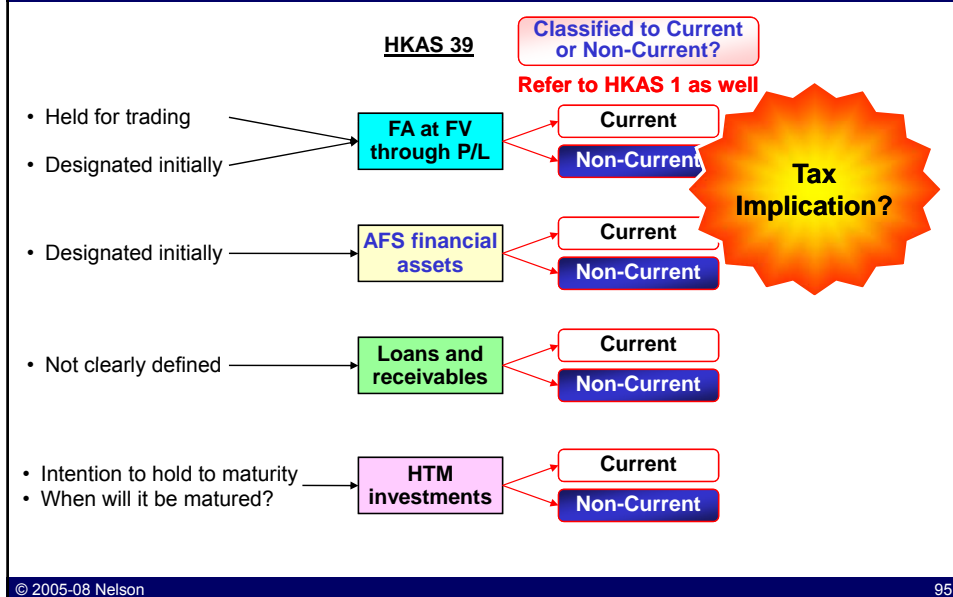 HKAS 39
Classified to Current
or Non-Current?
Refer to HKAS 1 as well
• Held for trading
• Designated initially
FA at FV
through P/L
Current
Non-Current
Tax
Implication?
• Designated initially
AFS financial
assets
Current
Non-Current
• Not clearly defined
Loans and
receivables
Current
Non-Current
• Intention to hold to maturity
• When will it be matured?
HTM
investments
Current
Non-Current
© 2005-08 Nelson
95